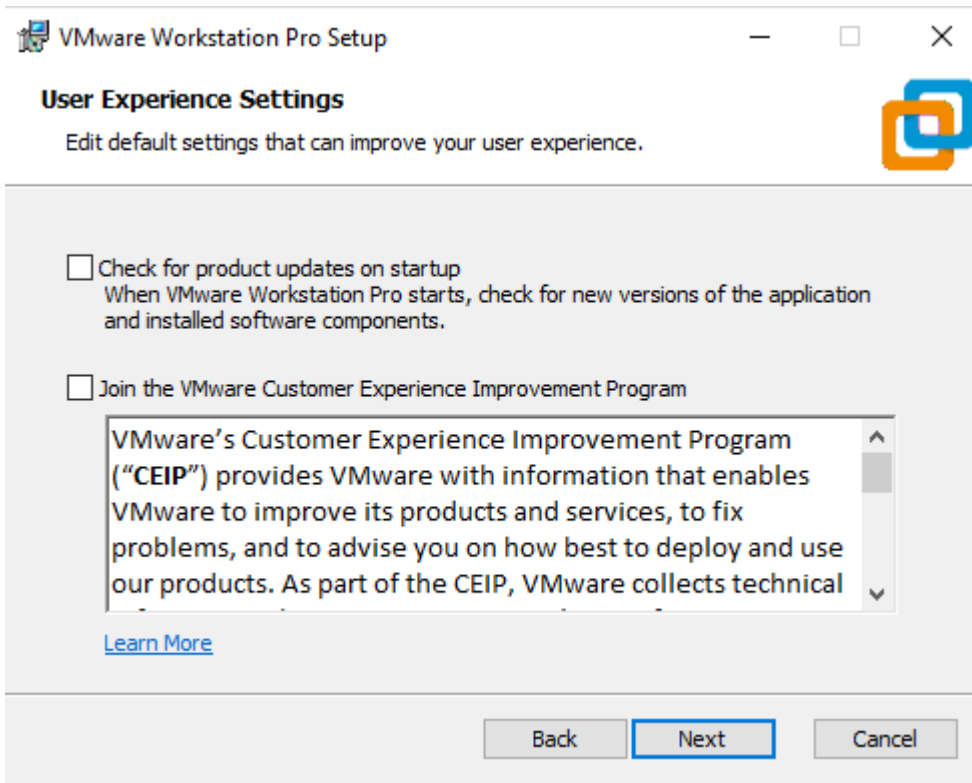 VMware Workstation Pro Setup
User Experience Settings
Edit default settings that can improve your user experience.
Check for product updates on startup
When VMware Workstation Pro starts, check for new versions of the application
and installed software components.
Join the VMware Customer Experience Improvement Program
VMware’s Customer Experience Improvement Program
(“CEIP”) provides VMware with information that enables
VMware to improve its products and services, to fix
problems, and to advise you on how best to deploy and use
our products. As part of the CEIP, VMware collects technical
Learn More
Back
Next
Cancel